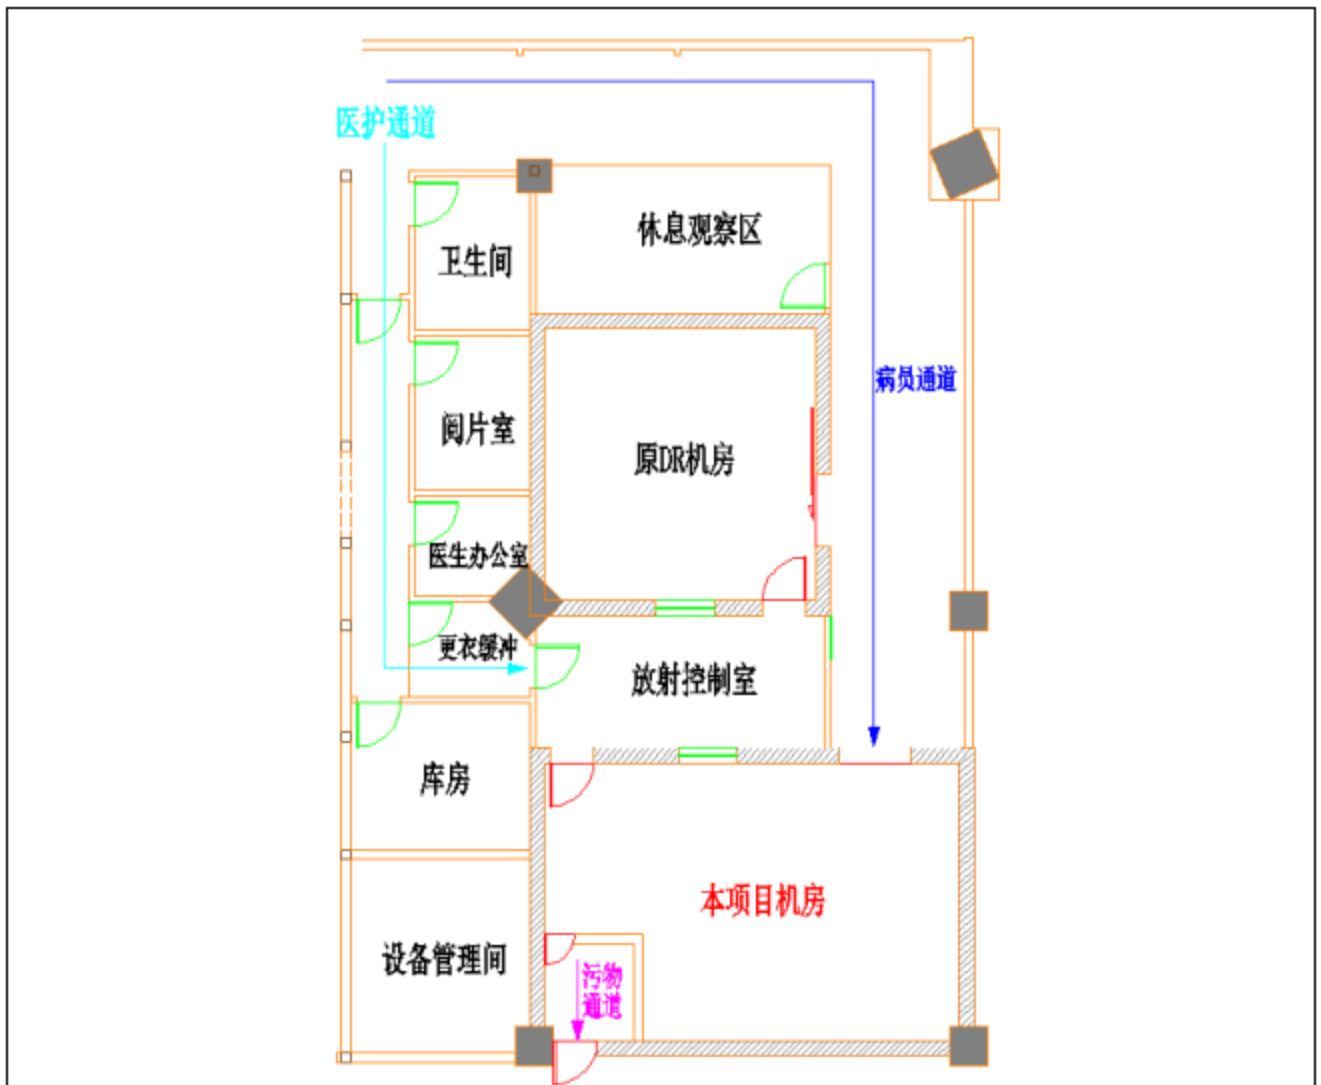 医护通道
休息观察区
卫生间
病员通道
阅片室
原DR机房
医生办公室
更衣缓冲
放射控制室
库房
本项目机房
设备管理间
污物
通道